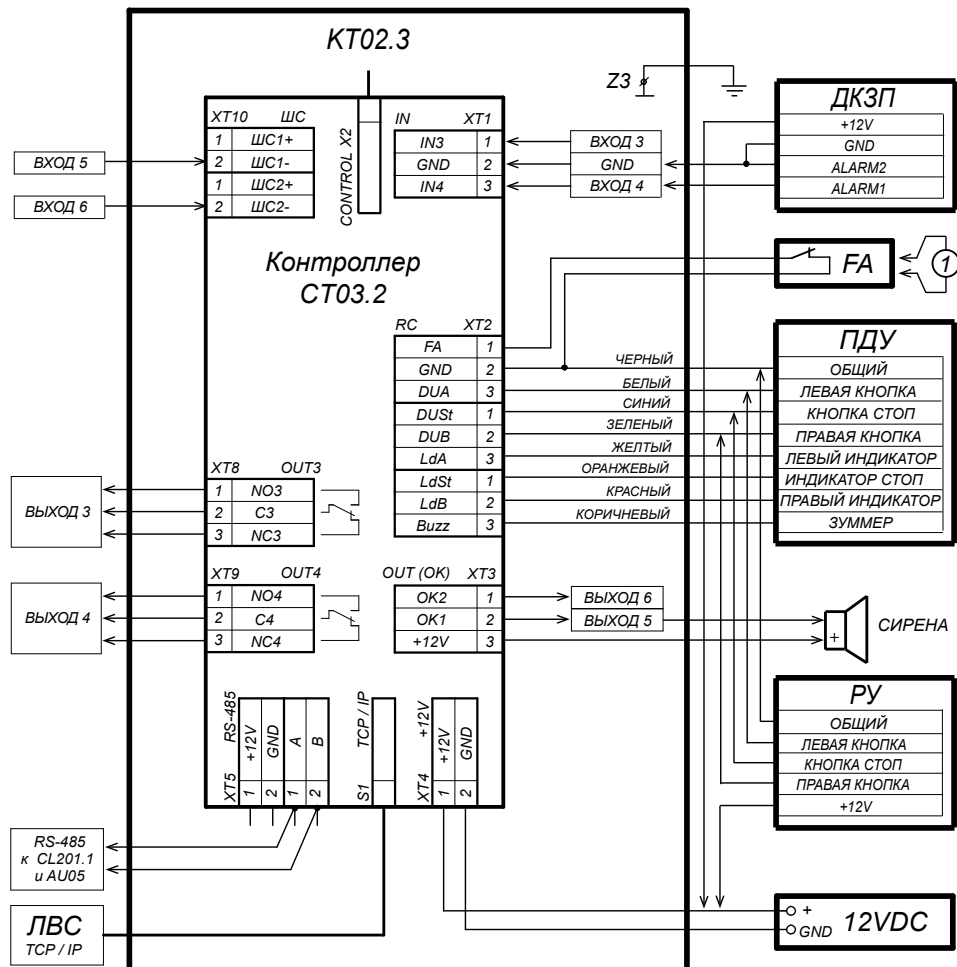 KT02.3
Z3
XT10 ШС
1 ШС1+
2 ШС1-
1 ШС2+
2 ШС2-
CONTROL X2
IN XT1
IN3 1
GND 2
IN4 3
ВХОД 5
ВХОД 6
ВХОД 3
GND
ВХОД 4
ДКЗП
+12V
GND
ALARM2
ALARM1
Контроллер
CT03.2
FA
1
RC XT2
FA 1
GND 2
DUA 3
DUSt 1
DUB 2
LdA 3
LdSt 1
LdB 2
Buzz 3
ЧЕРНЫЙ
БЕЛЫЙ
СИНИЙ
ЗЕЛЕНЫЙ
ЖЕЛТЫЙ
ОРАНЖЕВЫЙ
КРАСНЫЙ
КОРИЧНЕВЫЙ
ПДУ
ОБЩИЙ
ЛЕВАЯ КНОПКА
КНОПКА СТОП
ПРАВАЯ КНОПКА
ЛЕВЫЙ ИНДИКАТОР
ИНДИКАТОР СТОП
ПРАВЫЙ ИНДИКАТОР
ЗУММЕР
ВЫХОД 3
XT8 OUT3
1 NO3
2 C3
3 NC3
ВЫХОД 4
XT9 OUT4
1 NO4
2 C4
3 NC4
OUT (OK) XT3
OK2 1
OK1 2
+12V 3
ВЫХОД 6
ВЫХОД 5
+
СИРЕНА
РУ
ОБЩИЙ
ЛЕВАЯ КНОПКА
КНОПКА СТОП
ПРАВАЯ КНОПКА
+12V
XT5 RS-485
1 +12V
2 GND
1 A
2 B
S1 TCP / IP
XT4 +12V
1 +12V
2 GND
RS-485
к CL201.1
и AU05
ЛВС
TCP / IP
+
GND
12VDC